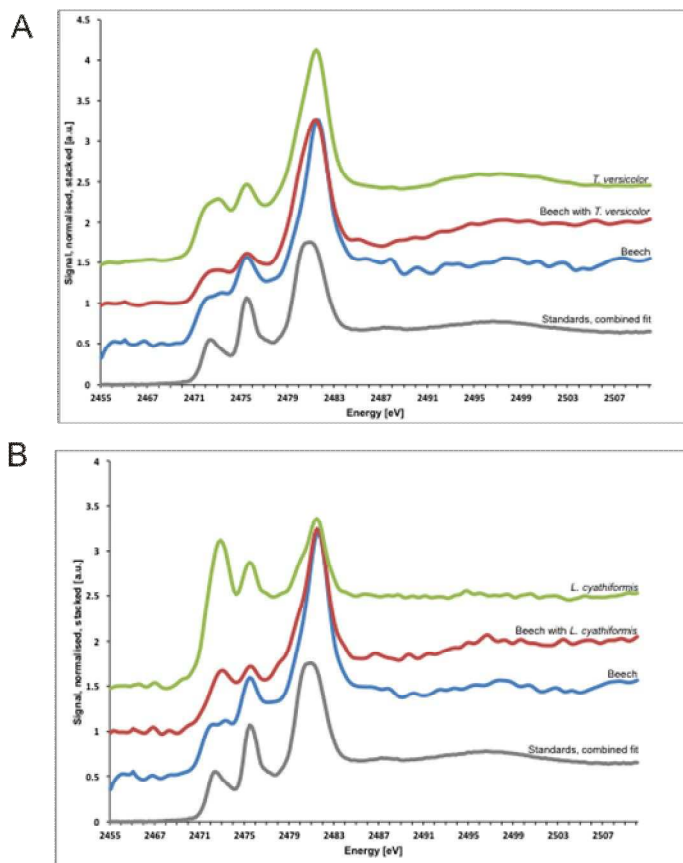 A
Signal, normalised, stacked [a.u.]
4.5
4
3.5
3
2.5
2
1.5
1
0.5
0
T. versicolor
Beech with T. versicolor
Beech
Standards, combined fit
2455 2467 2471 2475 2479 2483 2487 2491 2495 2499 2503 2507
Energy [eV]
B
Signal, normalised, stacked [a.u.]
4
3.5
3
2.5
2
1.5
1
0.5
0
L. cyathiformis
Beech with L. cyathiformis
Beech
Standards, combined fit
2455 2467 2471 2475 2479 2483 2487 2491 2495 2499 2503 2507
Energy [eV]